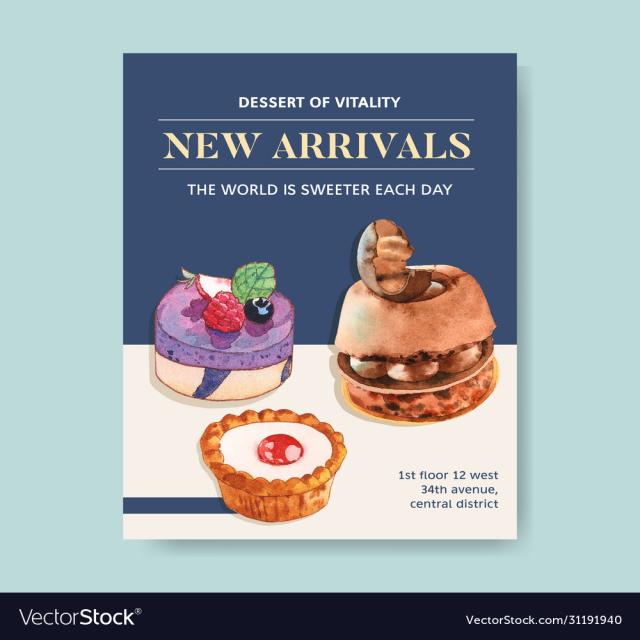 DESSERT OF VITALITY
NEW ARRIVALS
THE WORLD IS SWEETER EACH DAY
1st floor 12 west
34th avenue,
central district
VectorStock®
VectorStock.com/31191940